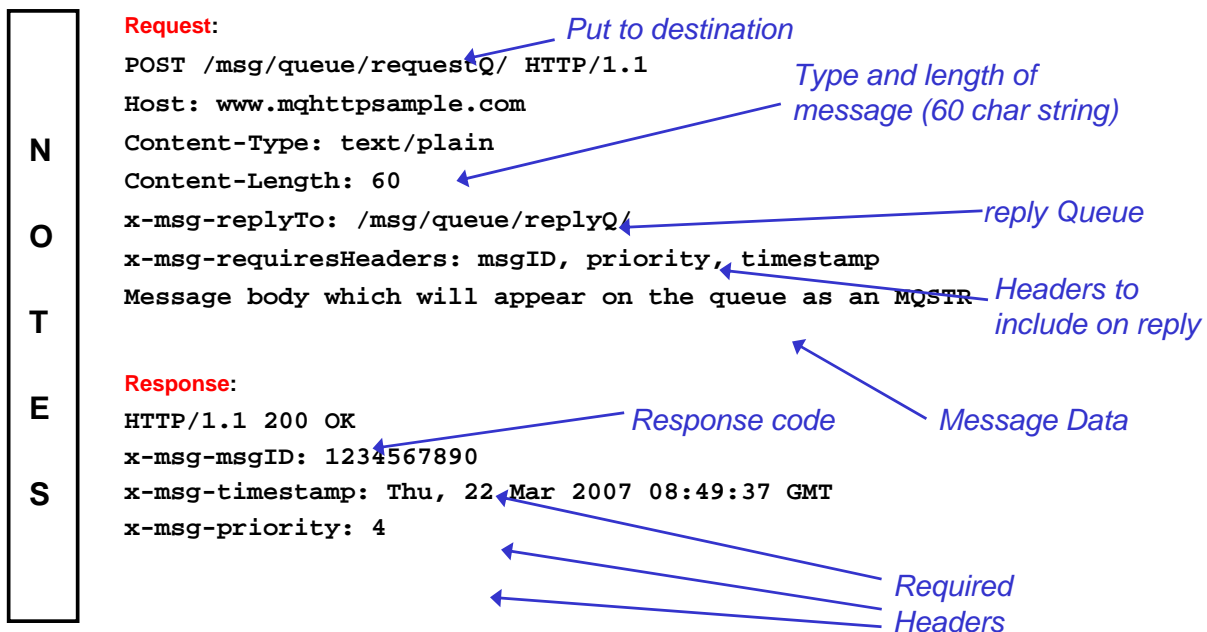 N
O
T
E
S
Request:
Put to destination
POST /msg/queue/requestQ/ HTTP/1.1
Type and length of
message (60 char string)
Host: www.mqhttpsample.com
Content-Type: text/plain
Content-Length: 60
x-msg-replyTo: /msg/queue/replyQ/
reply Queue
x-msg-requiresHeaders: msgID, priority, timestamp
Message body which will appear on the queue as an MQSTR
Headers to
include on reply
Response:
HTTP/1.1 200 OK
Response code
Message Data
x-msg-msgID: 1234567890
x-msg-timestamp: Thu, 22 Mar 2007 08:49:37 GMT
x-msg-priority: 4
Required
Headers